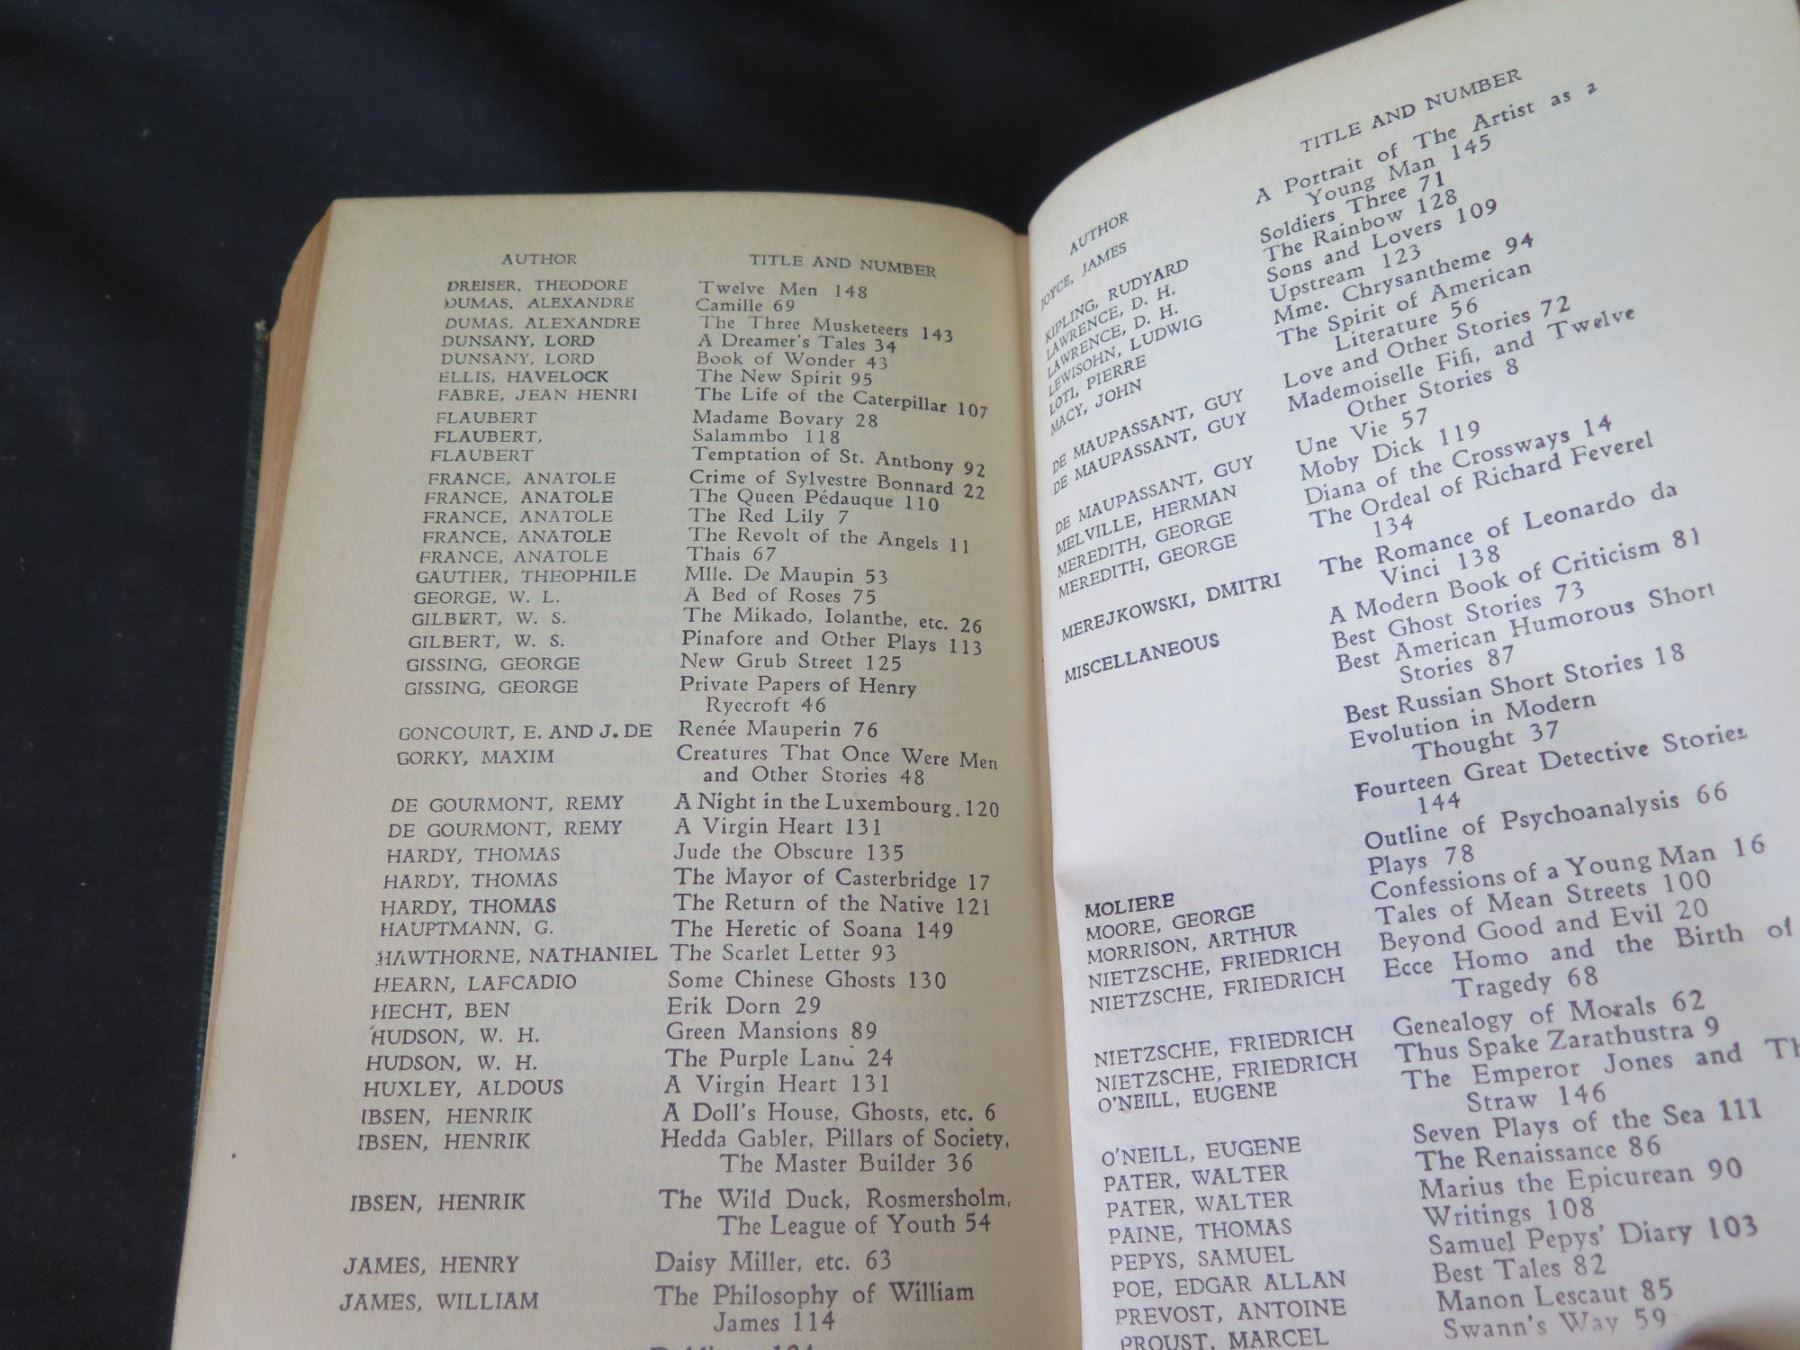 AUTHOR TITLE AND NUMBER
DREISER, THEODORE Twelve Men 148
DUMAS, ALEXANDRE Camille 69
DUMAS, ALEXANDRE The Three Musketeers 143
DUNSANY, LORD A Dreamer's Tales 34
DUNSANY, LORD Book of Wonder 43
ELLIS, HAVELOCK The New Spirit 95
FABRE, JEAN HENRI The Life of the Caterpillar 107
FLAUBERT Madame Bovary 28
FLAUBERT, Salammbo 118
FLAUBERT Temptation of St. Anthony 92
FRANCE, ANATOLE Crime of Sylvestre Bonnard 22
FRANCE, ANATOLE The Queen Pédauque 110
FRANCE, ANATOLE The Red Lily 7
FRANCE, ANATOLE The Revolt of the Angels 11
FRANCE, ANATOLE Thais 67
GAUTIER, THEOPHILE Mlle. De Maupin 53
GEORGE, W. L. A Bed of Roses 75
GILBERT, W. S. The Mikado, Iolanthe, etc. 26
GILBERT, W. S. Pinafore and Other Plays 113
GISSING, GEORGE New Grub Street 125
GISSING, GEORGE Private Papers of Henry
Ryecroft 46
GONCOURT, E. AND J. DE Renée Mauperin 76
GORKY, MAXIM Creatures That Once Were Men
and Other Stories 48
DE GOURMONT, REMY A Night in the Luxembourg. 120
DE GOURMONT, REMY A Virgin Heart 131
HARDY, THOMAS Jude the Obscure 135
HARDY, THOMAS The Mayor of Casterbridge 17
HARDY, THOMAS The Return of the Native 121
HAUPTMANN, G. The Heretic of Soana 149
HAWTHORNE, NATHANIEL The Scarlet Letter 93
HEARN, LAFCADIO Some Chinese Ghosts 130
HECHT, BEN Erik Dorn 29
HUDSON, W. H. Green Mansions 89
HUDSON, W. H. The Purple Land 24
HUXLEY, ALDOUS A Virgin Heart 131
IBSEN, HENRIK A Doll's House, Ghosts, etc. 6
IBSEN, HENRIK Hedda Gabler, Pillars of Society,
The Master Builder 36
IBSEN, HENRIK The Wild Duck, Rosmersholm,
The League of Youth 54
JAMES, HENRY Daisy Miller, etc. 63
JAMES, WILLIAM The Philosophy of William
James 114
AUTHOR TITLE AND NUMBER
JOYCE, JAMES A Portrait of The Artist as a
Young Man 145
KIPLING, RUDYARD Soldiers Three 71
LAWRENCE, D. H. The Rainbow 128
LAWRENCE, D. H. Sons and Lovers 109
LEWISOHN, LUDWIG Upstream 123
LOTI, PIERRE Mme. Chrysantheme 94
MACY, JOHN The Spirit of American
Literature 56
DE MAUPASSANT, GUY Love and Other Stories 72
DE MAUPASSANT, GUY Mademoiselle Fifi, and Twelve
Other Stories 8
DE MAUPASSANT, GUY Une Vie 57
MELVILLE, HERMAN Moby Dick 119
MEREDITH, GEORGE Diana of the Crossways 14
MEREDITH, GEORGE The Ordeal of Richard Feverel
134
MEREJKOWSKI, DMITRI The Romance of Leonardo da
Vinci 138
MISCELLANEOUS A Modern Book of Criticism 81
Best Ghost Stories 73
Best American Humorous Short
Stories 87
Best Russian Short Stories 18
Evolution in Modern
Thought 37
Fourteen Great Detective Stories
144
Outline of Psychoanalysis 66
MOLIERE Plays 78
MOORE, GEORGE Confessions of a Young Man 16
MORRISON, ARTHUR Tales of Mean Streets 100
NIETZSCHE, FRIEDRICH Beyond Good and Evil 20
NIETZSCHE, FRIEDRICH Ecce Homo and the Birth of
Tragedy 68
NIETZSCHE, FRIEDRICH Genealogy of Morals 62
NIETZSCHE, FRIEDRICH Thus Spake Zarathustra 9
O'NEILL, EUGENE The Emperor Jones and Th
Straw 146
O'NEILL, EUGENE Seven Plays of the Sea 111
PATER, WALTER The Renaissance 86
PATER, WALTER Marius the Epicurean 90
PAINE, THOMAS Writings 108
PEPYS, SAMUEL Samuel Pepys' Diary 103
POE, EDGAR ALLAN Best Tales 82
PREVOST, ANTOINE Manon Lescaut 85
PROUST, MARCEL Swann's Way 59